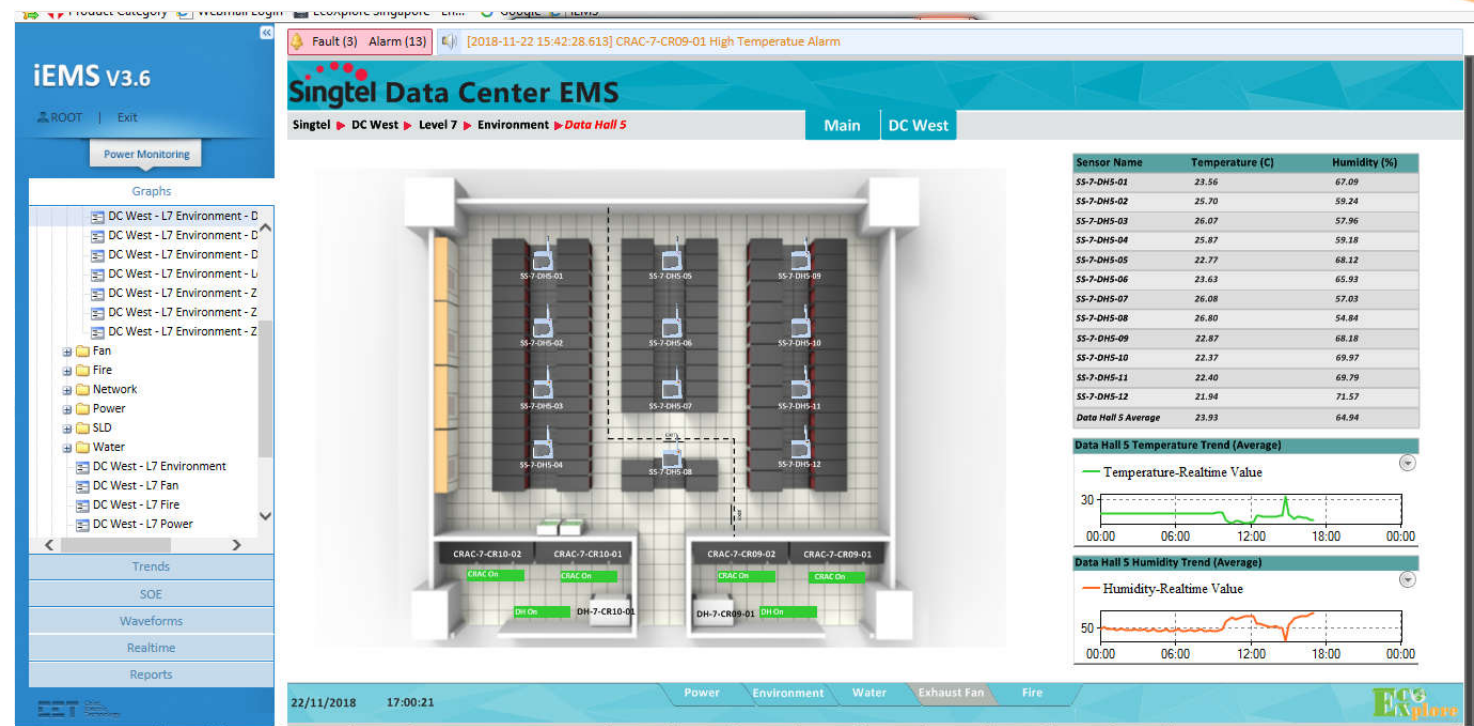 Product Category Webmail Login EcoXplore Singapore - En... Google iEMS
Fault (3) Alarm (13) [2018-11-22 15:42:28.613] CRAC-7-CR09-01 High Temperatue Alarm
iEMS V3.6
ROOT | Exit
Power Monitoring
Graphs
DC West - L7 Environment - D
DC West - L7 Environment - D
DC West - L7 Environment - D
DC West - L7 Environment - L
DC West - L7 Environment - Z
DC West - L7 Environment - Z
DC West - L7 Environment - Z
Fan
Fire
Network
Power
SLD
Water
DC West - L7 Environment
DC West - L7 Fan
DC West - L7 Fire
DC West - L7 Power
Trends
SOE
Waveforms
Realtime
Reports
CET
Singtel Data Center EMS
Singtel DC West Level 7 Environment Data Hall 5
Main DC West
SS-7-DH5-01 SS-7-DH5-05 SS-7-DH5-09
SS-7-DH5-02 SS-7-DH5-06 SS-7-DH5-10
SS-7-DH5-03 SS-7-DH5-07 SS-7-DH5-11
SS-7-DH5-04 SS-7-DH5-08 SS-7-DH5-12
CRAC-7-CR10-02 CRAC-7-CR10-01 CRAC-7-CR09-02 CRAC-7-CR09-01
CRAC On CRAC On CRAC On CRAC On
DH On DH-7-CR10-01 DH-7-CR09-01 DH On
Sensor Name Temperature (C) Humidity (%)
SS-7-DH5-01 23.56 67.09
SS-7-DH5-02 25.70 59.24
SS-7-DH5-03 26.07 57.96
SS-7-DH5-04 25.87 59.18
SS-7-DH5-05 22.77 68.12
SS-7-DH5-06 23.63 65.93
SS-7-DH5-07 26.08 57.03
SS-7-DH5-08 26.80 54.84
SS-7-DH5-09 22.87 68.18
SS-7-DH5-10 22.37 69.97
SS-7-DH5-11 22.40 69.79
SS-7-DH5-12 21.94 71.57
Data Hall 5 Average 23.93 64.94
Data Hall 5 Temperature Trend (Average)
Temperature-Realtime Value
30
00:00 06:00 12:00 18:00 00:00
Data Hall 5 Humidity Trend (Average)
Humidity-Realtime Value
50
00:00 06:00 12:00 18:00 00:00
22/11/2018 17:00:21
Power Environment Water Exhaust Fan Fire
Eco Xplore